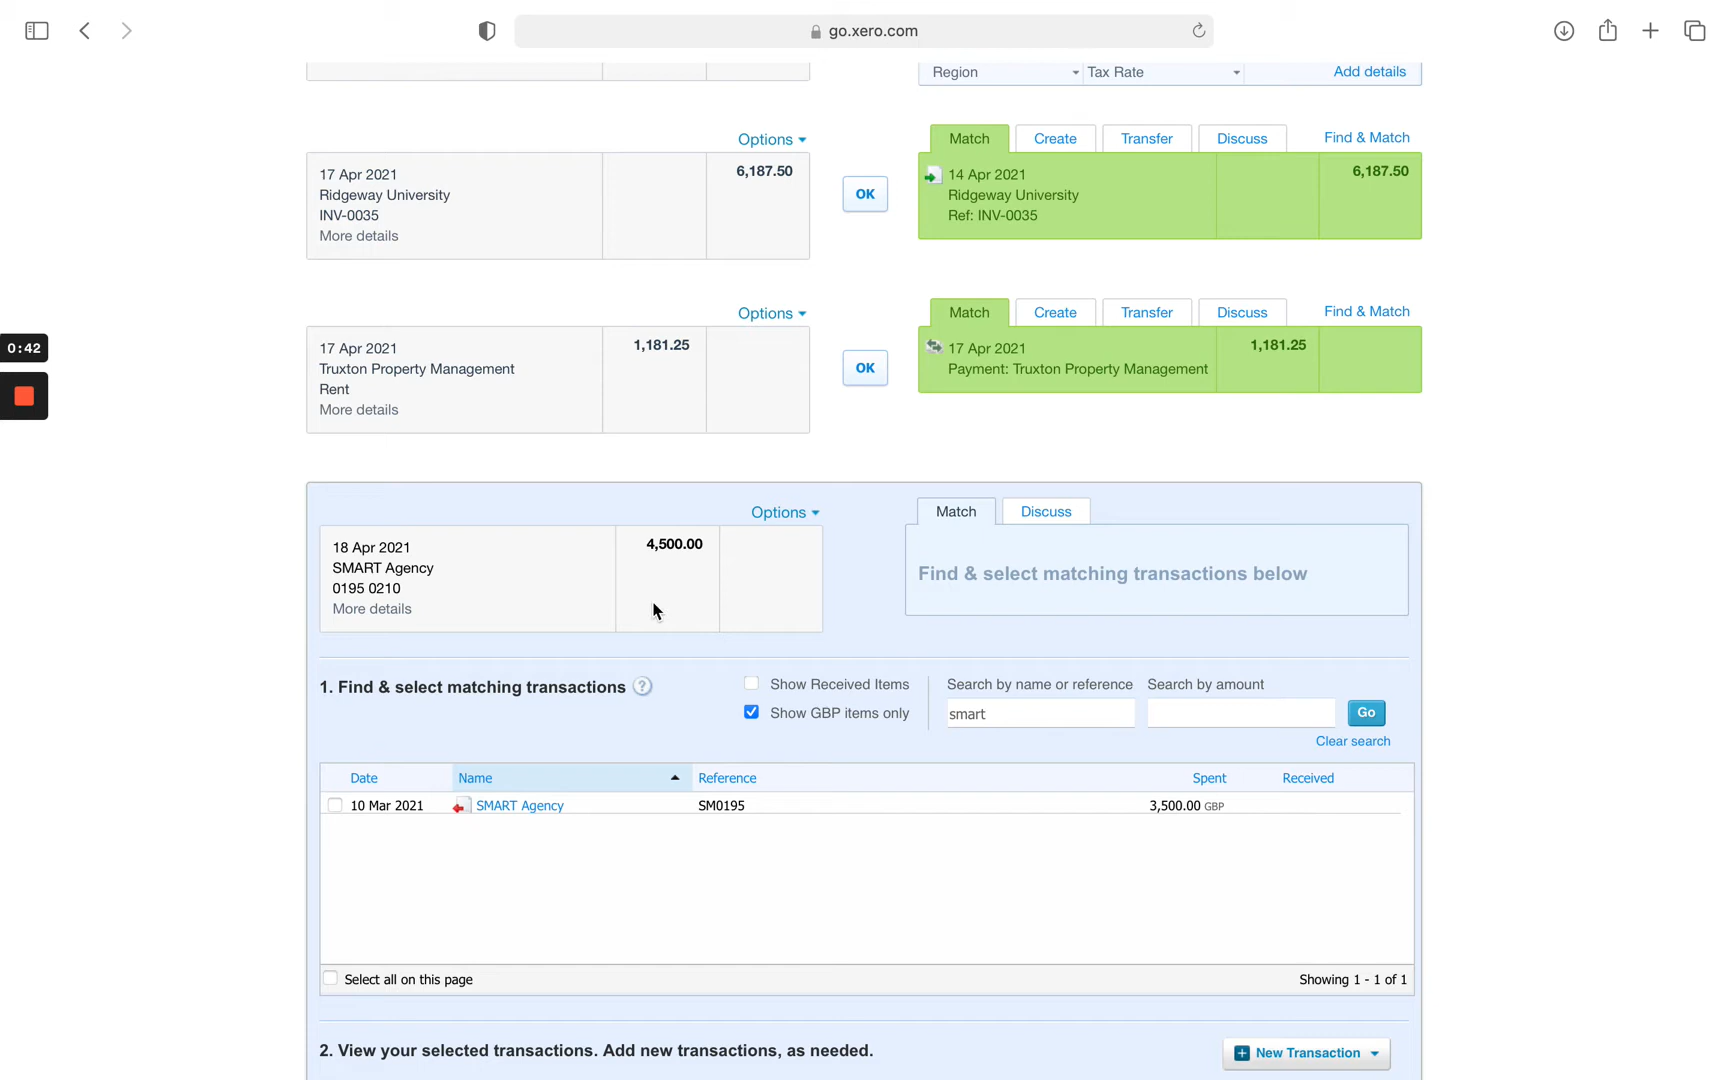 go.xero.com
Region Tax Rate Add details
Options
Match Create Transfer Discuss Find & Match
17 Apr 2021 6,187.50
Ridgeway University
INV-0035
More details
OK
14 Apr 2021 6,187.50
Ridgeway University
Ref: INV-0035
Options
Match Create Transfer Discuss Find & Match
0:42
17 Apr 2021 1,181.25
Truxton Property Management
Rent
More details
OK
17 Apr 2021 1,181.25
Payment: Truxton Property Management
Options
Match Discuss
18 Apr 2021 4,500.00
SMART Agency
0195 0210
More details
Find & select matching transactions below
1. Find & select matching transactions ?
Show Received Items
Show GBP items only
Search by name or reference Search by amount
smart Go
Clear search
Date Name Reference Spent Received
10 Mar 2021 SMART Agency SM0195 3,500.00 GBP
Select all on this page Showing 1 - 1 of 1
2. View your selected transactions. Add new transactions, as needed.
New Transaction